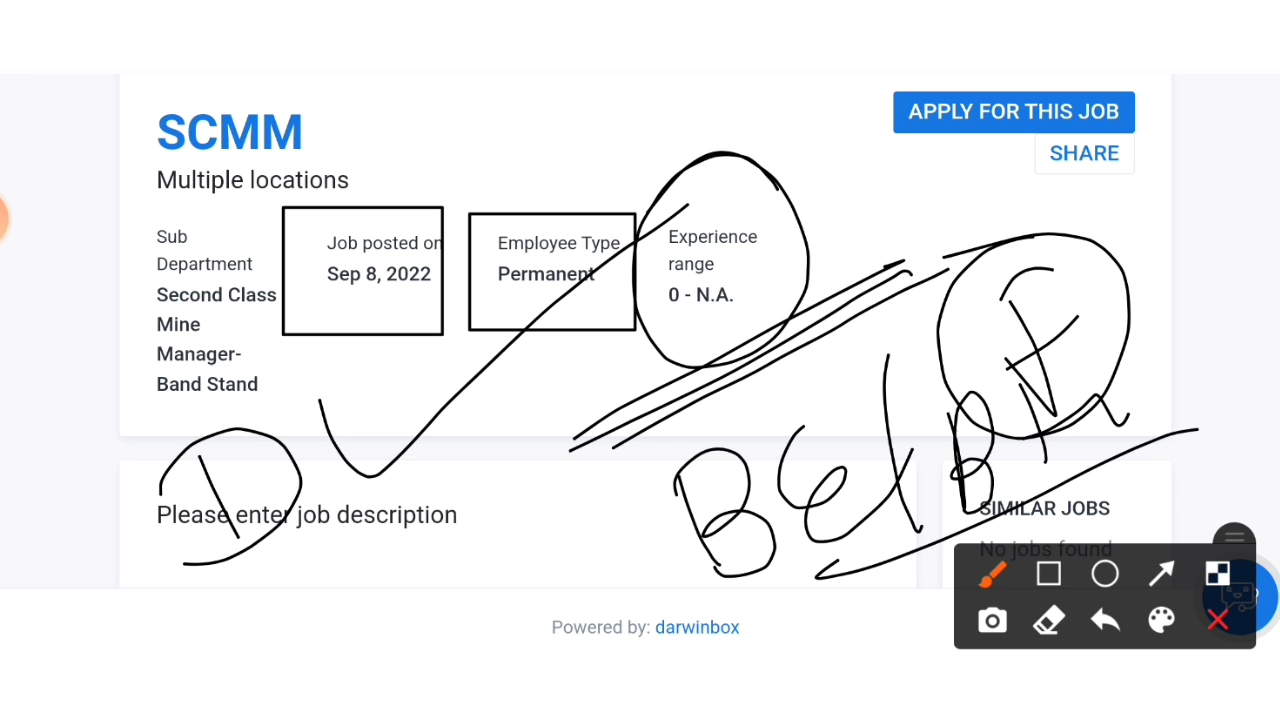 APPLY FOR THIS JOB
SHARE
SCMM
Multiple locations
Sub
Department
Second Class
Mine
Manager-
Band Stand
Job posted on
Sep 8, 2022
Employee Type
Permanent
Experience
range
0 - N.A.
D
BE/B
Please enter job description
SIMILAR JOBS
No jobs found
Powered by: darwinbox